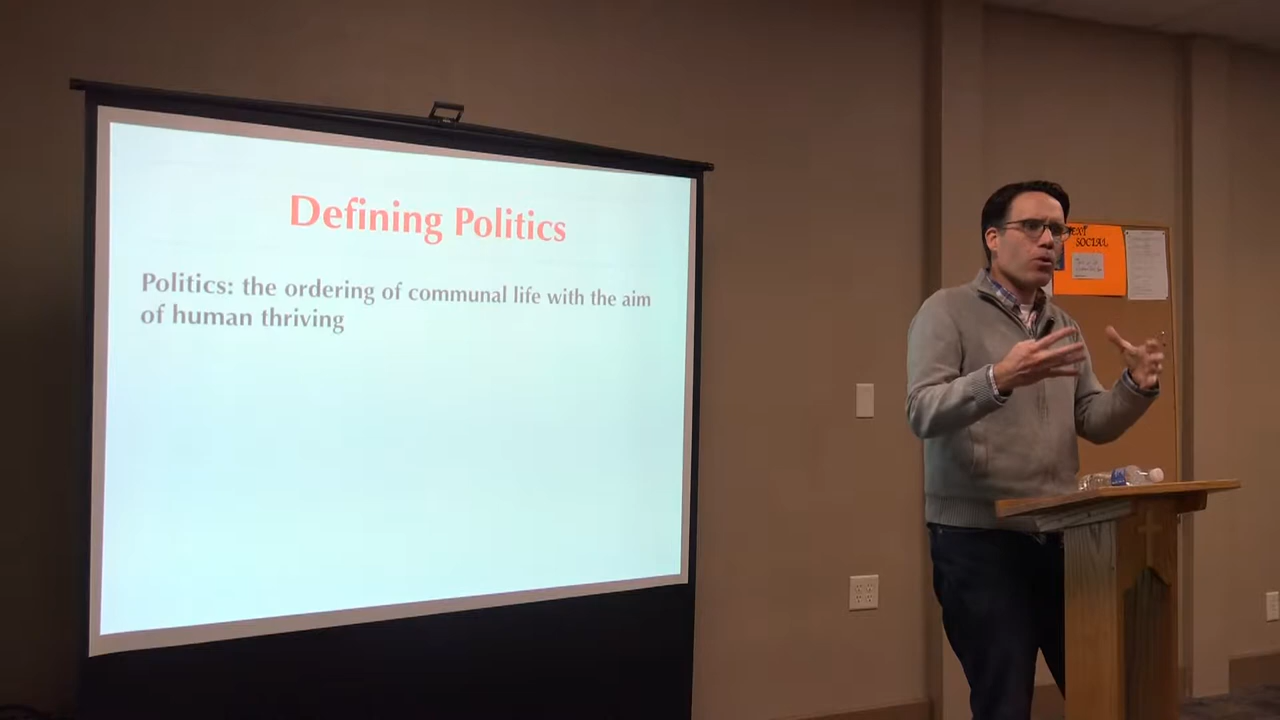 Defining Politics
Politics: the ordering of communal life with the aim
of human thriving
SOCIAL